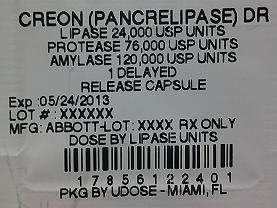 CREON (PANCRELIPASE) DR
LIPASE 24,000 USP UNITS
PROTEASE 76,000 USP UNITS
AMYLASE 120,000 USP UNITS
1 DELAYED
RELEASE CAPSULE
Exp :05/24/2013
LOT # : XXXXXX
MFG: ABBOTT-LOT: XXXX RX ONLY
DOSE BY LIPASE UNITS
1 7 8 5 6 1 2 2 4 0 1
PKG BY UDOSE - MIAMI, FL